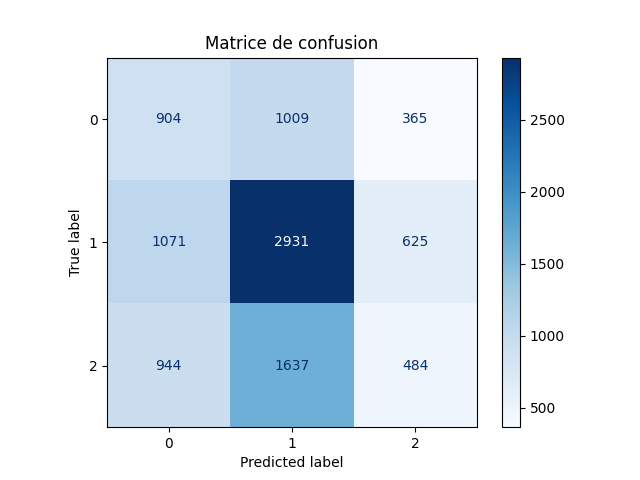 Matrice de confusion
True label
0
904 1009 365
1
1071 2931 625
2
944 1637 484
0 1 2
Predicted label
2500
2000
1500
1000
500